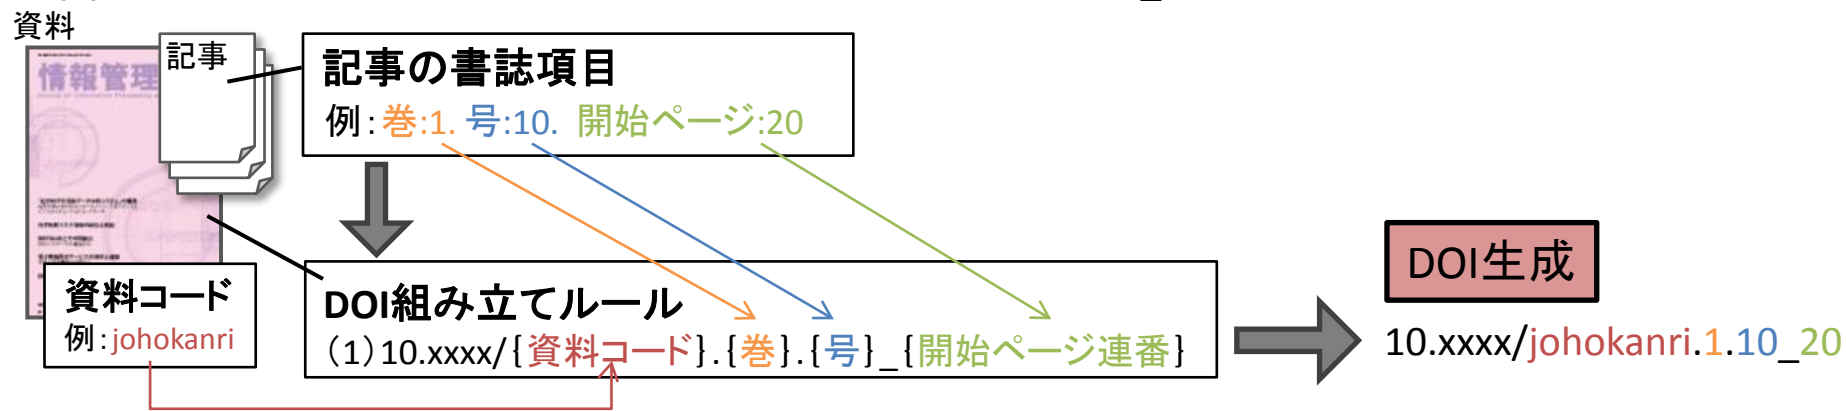 資料
記事
情報管理
記事の書誌項目
例:巻:1. 号:10. 開始ページ:20
資料コード
例:johokanri
DOI組み立てルール
(1)10.xxxx/{資料コード}.{巻}.{号}_{開始ページ連番}
DOI生成
10.xxxx/johokanri.1.10_20